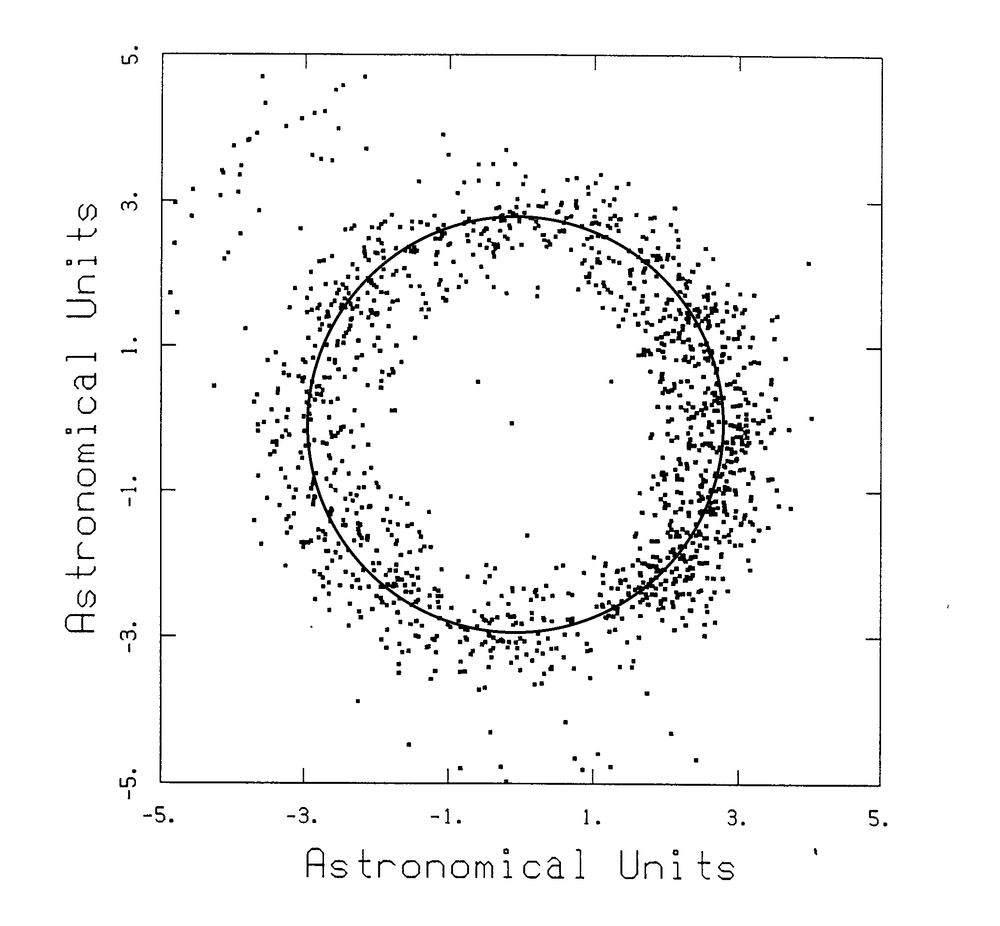 5.
3.
1.
-1.
-3.
-5.
Astronomical Units
-5. -3. -1. 1. 3. 5.
Astronomical Units